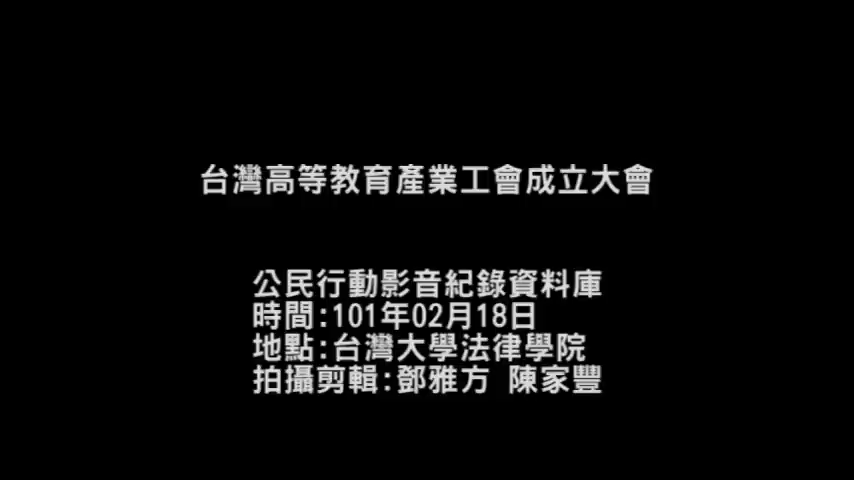 台灣高等教育產業工會成立大會
公民行動影音紀錄資料庫
時間:101年02月18日
地點:台灣大學法律學院
拍攝剪輯:鄧雅方 陳家豐